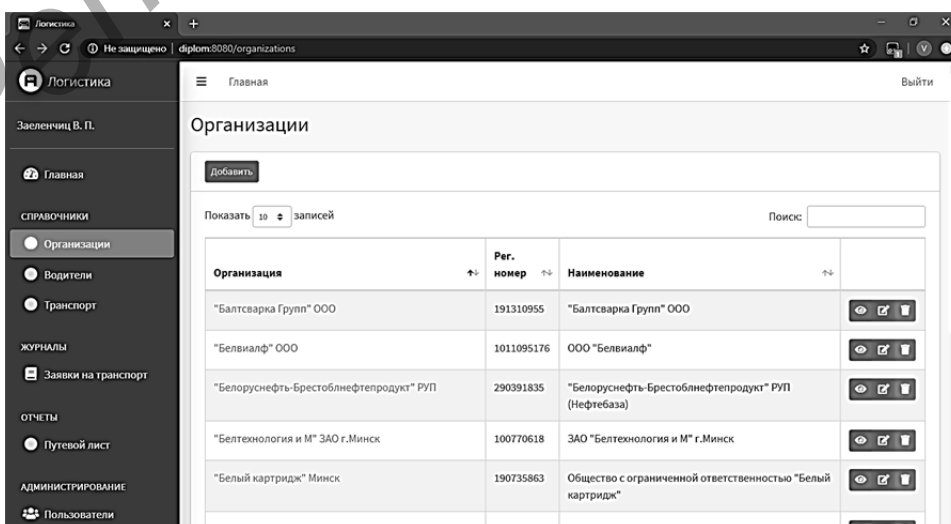 Логистика
Не защищено | diplom:8080/organizations
V
Логистика
Главная
Выйти
Заеленчиц В. П.
Организации
Главная
Добавить
СПРАВОЧНИКИ
Показать 10 записей
Поиск:
Организации
Водители
Транспорт
Организация
Рег. номер
Наименование
"Балтсварка Групп" ООО 191310955 "Балтсварка Групп" ООО
ЖУРНАЛЫ
"Белвиалф" ООО 1011095176 ООО "Белвиалф"
Заявки на транспорт
"Белоруснефть-Брестоблнефтепродукт" РУП 290391835 "Белоруснефть-Брестоблнефтепродукт" РУП
(Нефтебаза)
ОТЧЕТЫ
Путевой лист
"Белтехнология и М" ЗАО г.Минск 100770618 ЗАО "Белтехнология и М" г.Минск
АДМИНИСТРИРОВАНИЕ
"Белый картридж" Минск 190735863 Общество с ограниченной ответственностью "Белый
картридж"
Пользователи